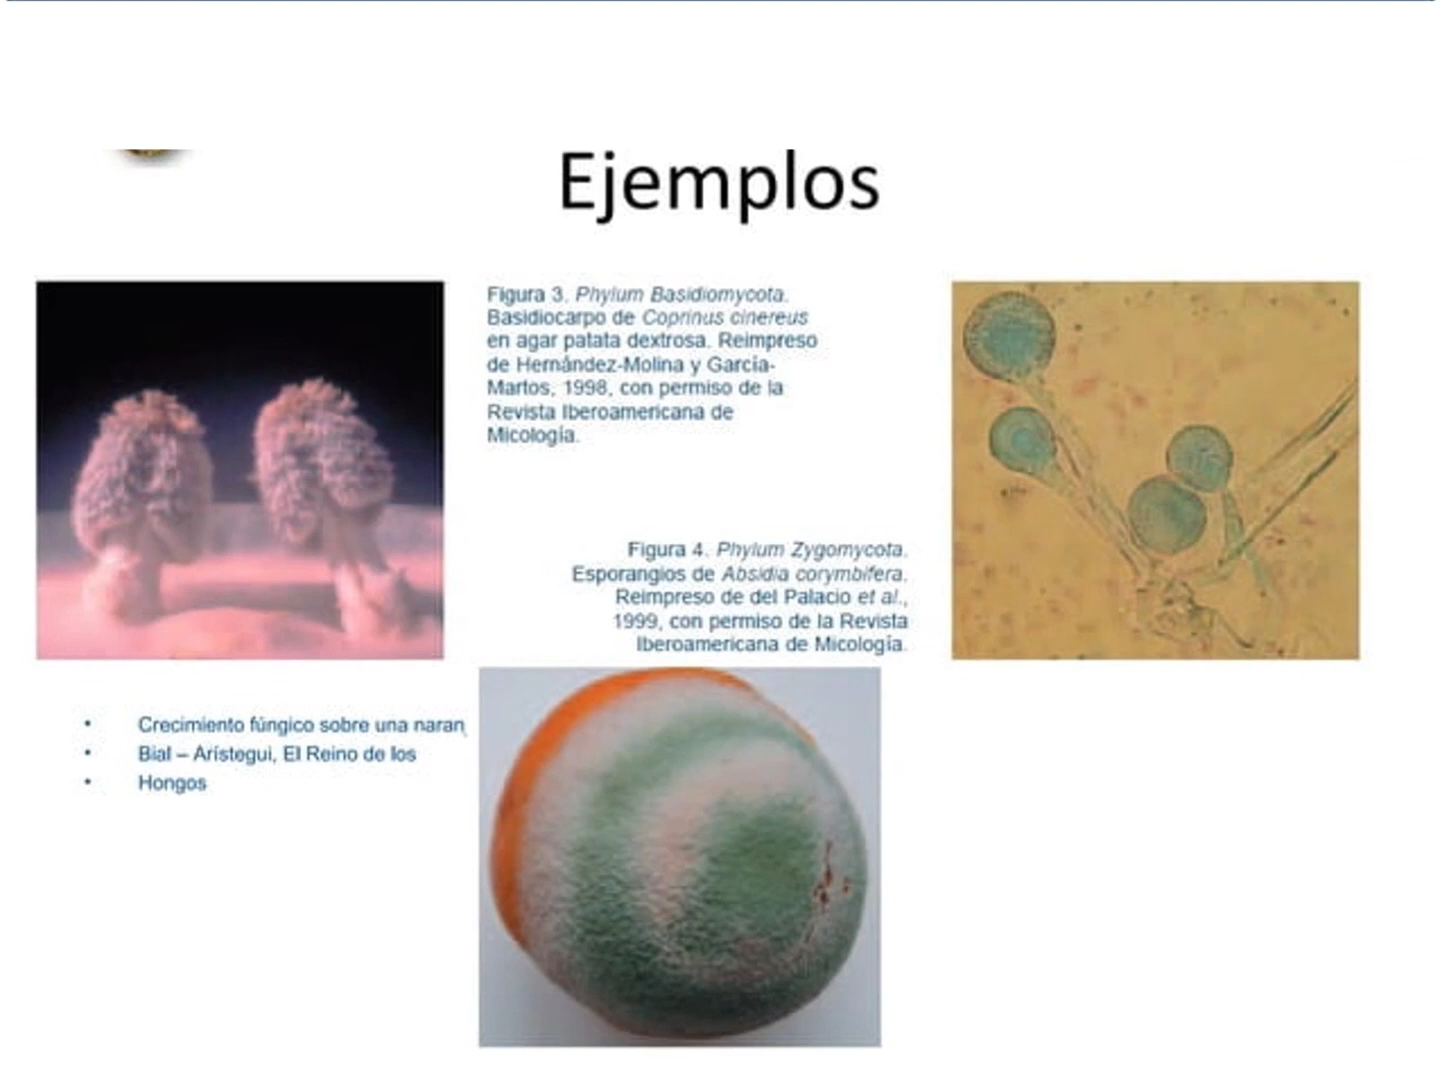 Ejemplos
Figura 3. Phylum Basidiomycota.
Basidiocarpo de Coprinus cinereus
en agar patata dextrosa. Reimpreso
de Hernández-Molina y García-
Martos, 1998, con permiso de la
Revista Iberoamericana de
Micología.
Figura 4. Phylum Zygomycota.
Esporangios de Absidia corymbifera.
Reimpreso de del Palacio et al.,
1999, con permiso de la Revista
Iberoamericana de Micología.
• Crecimiento fúngico sobre una naran
• Bial – Arístegui, El Reino de los
• Hongos